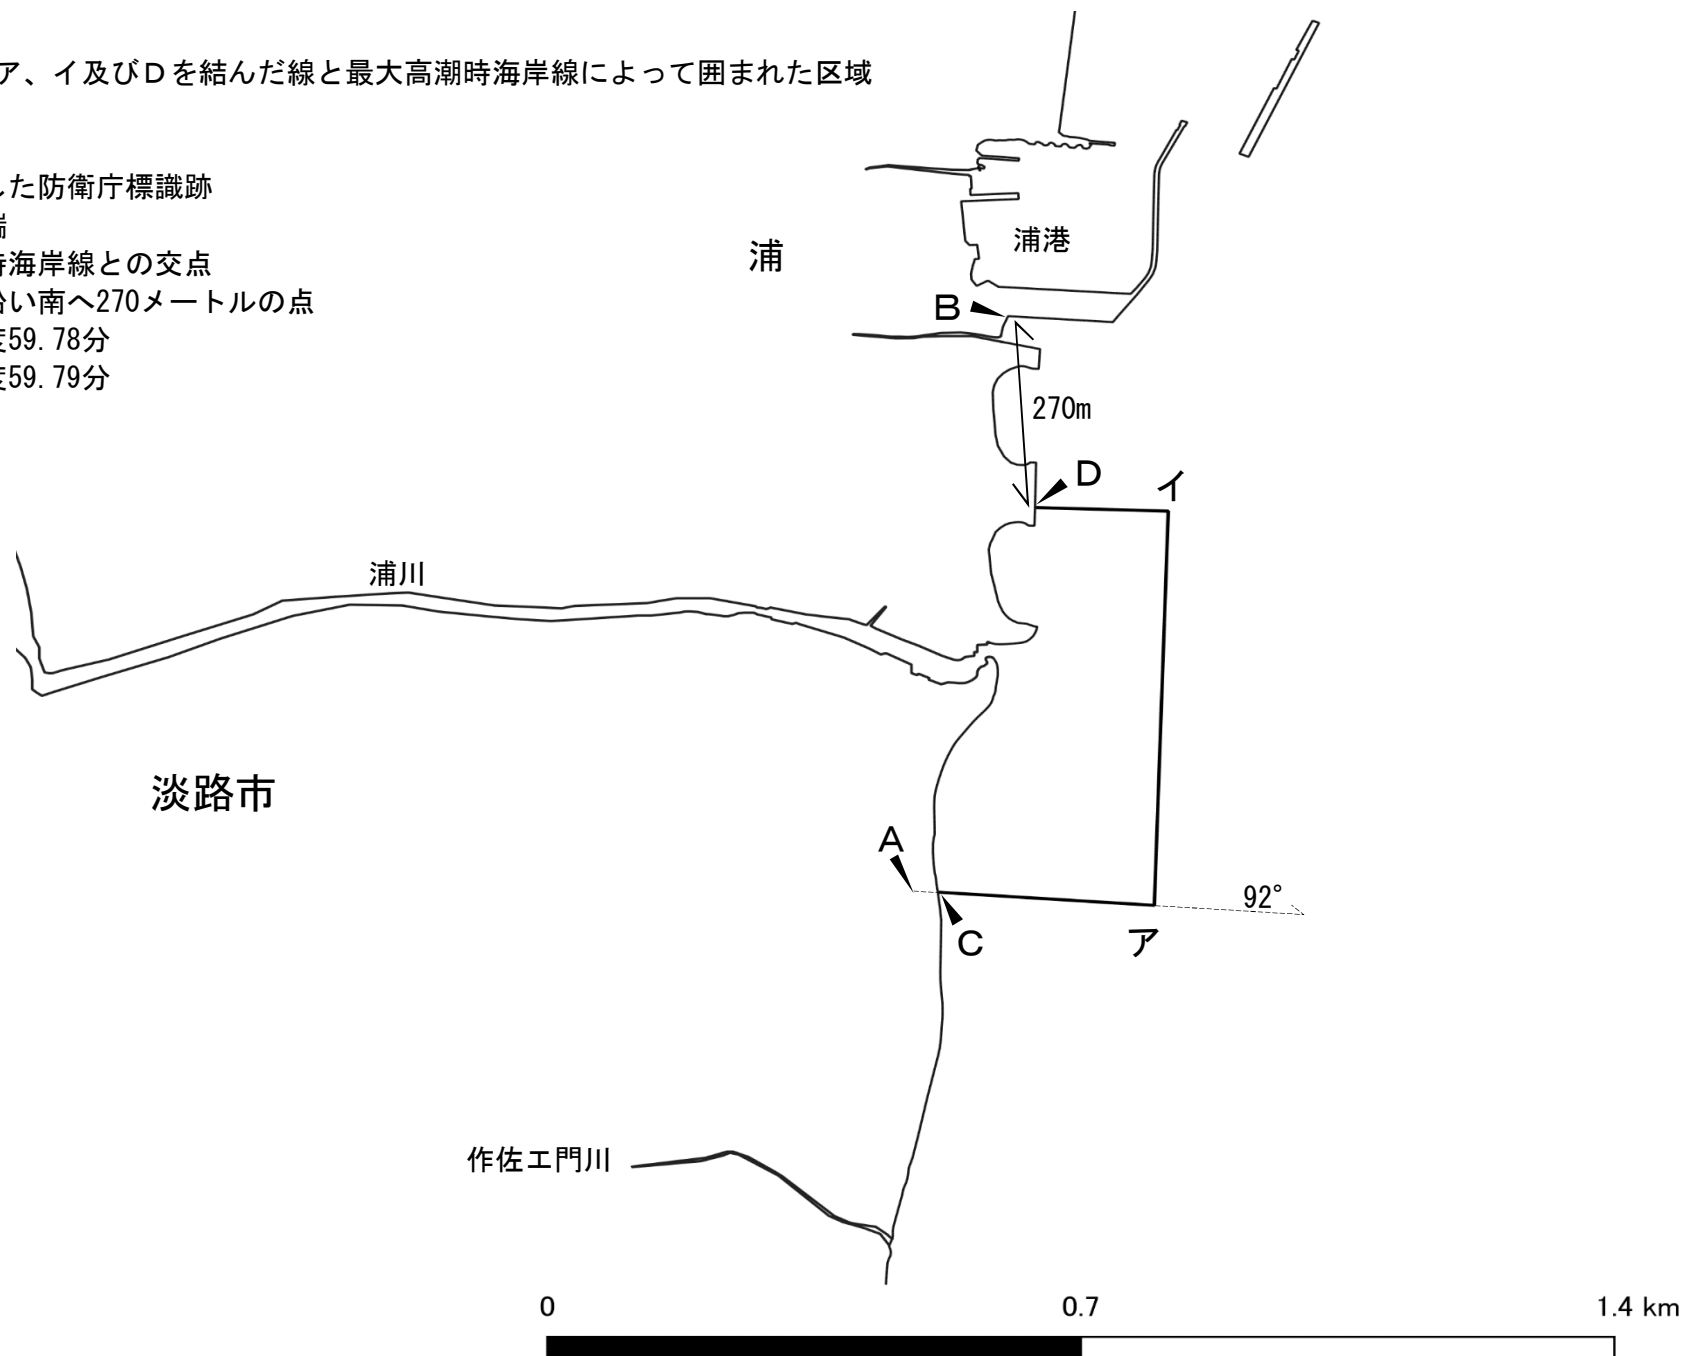 ア、イ及びDを結んだ線と最大高潮時海岸線によって囲まれた区域
した防衛庁標識跡
端
時海岸線との交点
沿い南へ270メートルの点
度59.78分
度59.79分
浦
浦港
B
270m
D
イ
浦川
淡路市
A
92°
C
ア
作佐エ門川
0
0.7
1.4 km